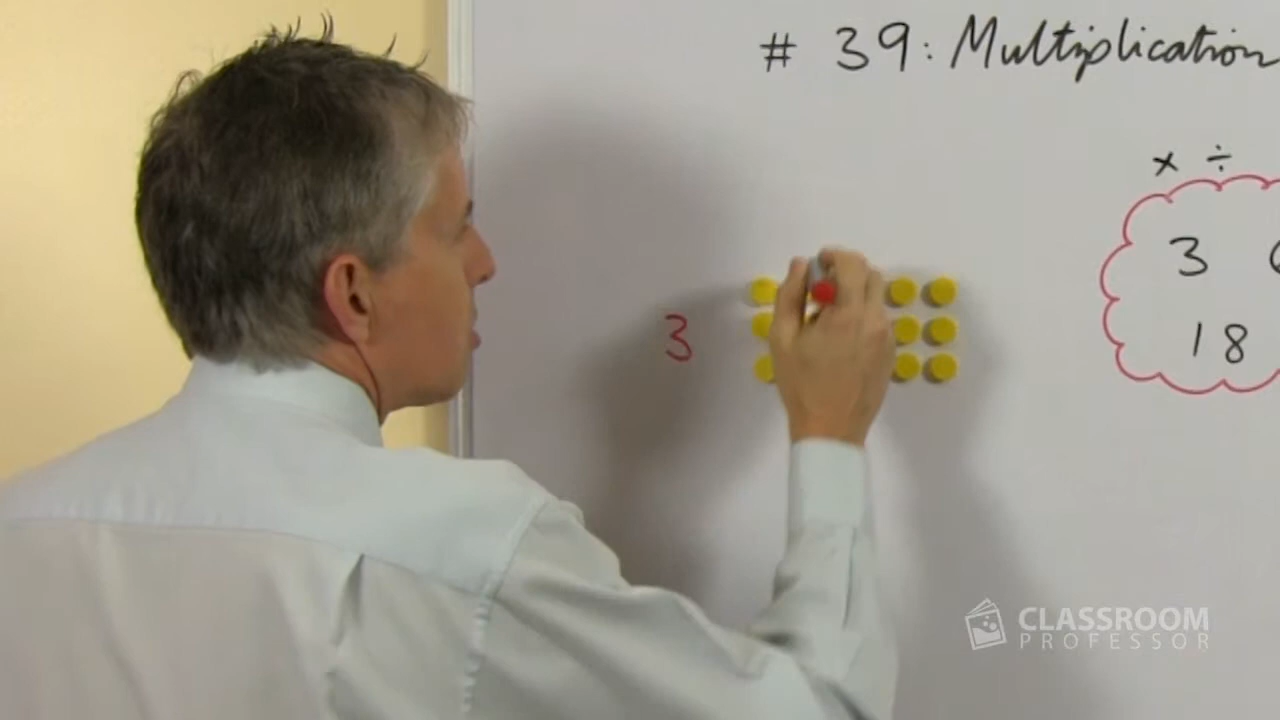 # 39: Multiplication
× ÷
3
3
18
CLASSROOM
PROFESSOR